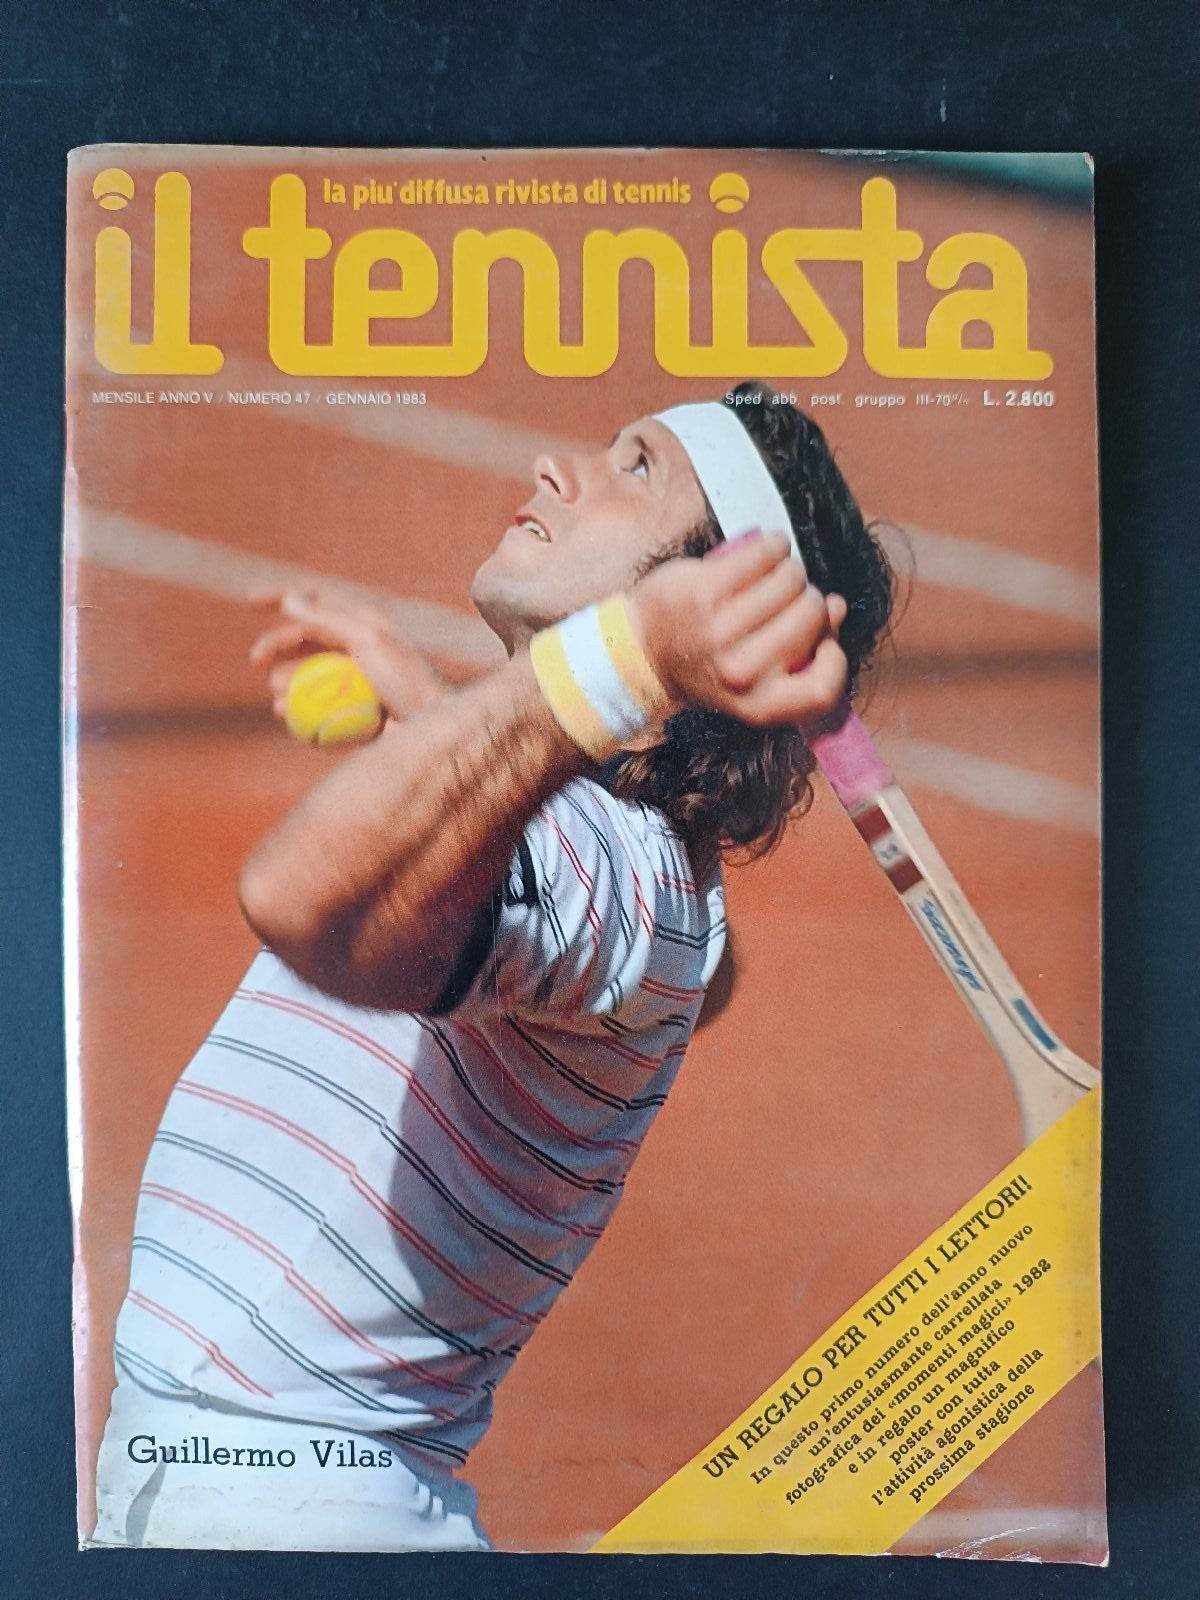 la più diffusa rivista di tennis
il tennista
MENSILE ANNO V / NUMERO 47 / GENNAIO 1983
Sped. abb. post. gruppo III-70% L. 2.800
UN REGALO PER TUTTI I LETTORI!
In questo primo numero dell'anno nuovo
un'entusiasmante carrellata
fotografica dei «momenti magici» 1982
e in regalo un magnifico
poster con tutta
l'attività agonistica della
prossima stagione
Guillermo Vilas